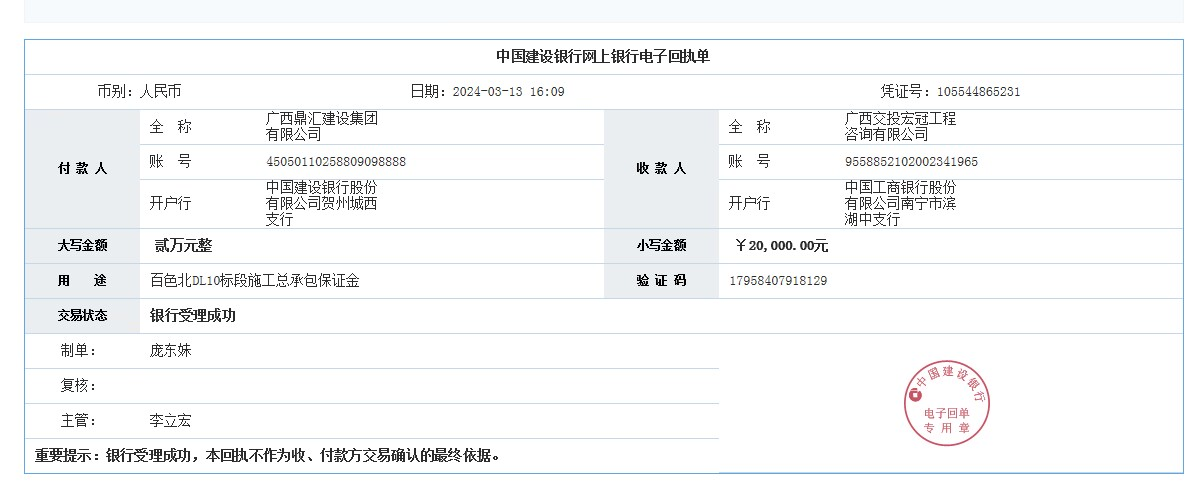 中国建设银行网上银行电子回执单
币别：人民币 日期：2024-03-13 16:09 凭证号：105544865231
付款人
全 称 广西鼎汇建设集团
有限公司
账 号 45050110258809098888
开户行 中国建设银行股份
有限公司贺州城西
支行
收款人
全 称 广西交投宏冠工程
咨询有限公司
账 号 9558852102002341965
开户行 中国工商银行股份
有限公司南宁市滨
湖中支行
大写金额 贰万元整 小写金额 ￥20,000.00元
用 途 百色北DL10标段施工总承包保证金 验证码 17958407918129
交易状态 银行受理成功
制单： 庞东妹
复核：
主管： 李立宏
中国建设银行
电子回单
专用章
重要提示：银行受理成功，本回执不作为收、付款方交易确认的最终依据。